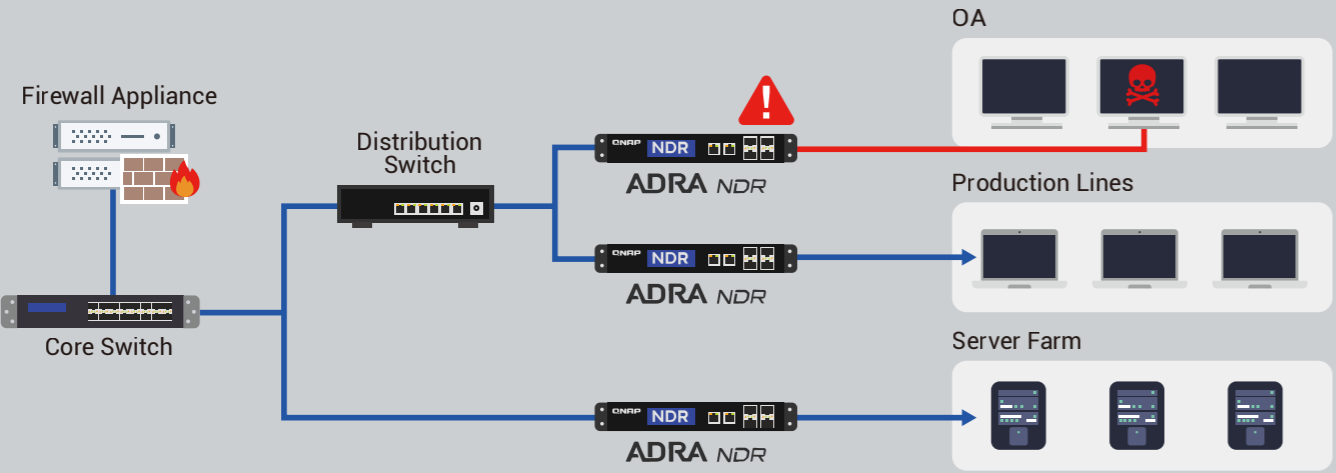 OA
Firewall Appliance
Distribution
Switch
QNAP NDR
ADRA NDR
Production Lines
QNAP NDR
ADRA NDR
Core Switch
Server Farm
QNAP NDR
ADRA NDR